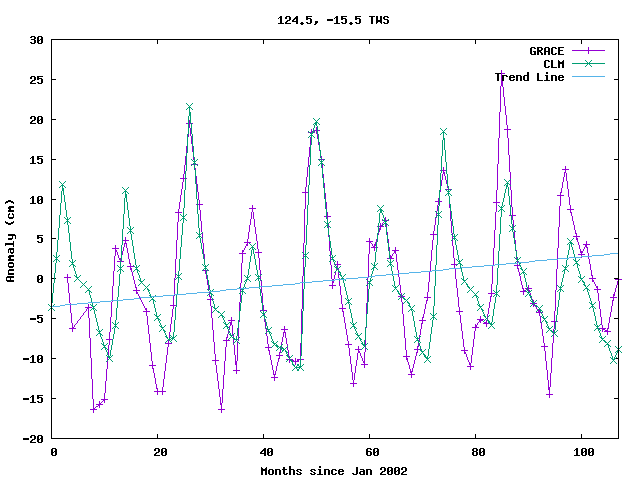 124.5, -15.5 TWS
GRACE
CLM
Trend Line
30
25
20
15
10
5
0
-5
-10
-15
-20
Anomaly (cm)
0 20 40 60 80 100
Months since Jan 2002